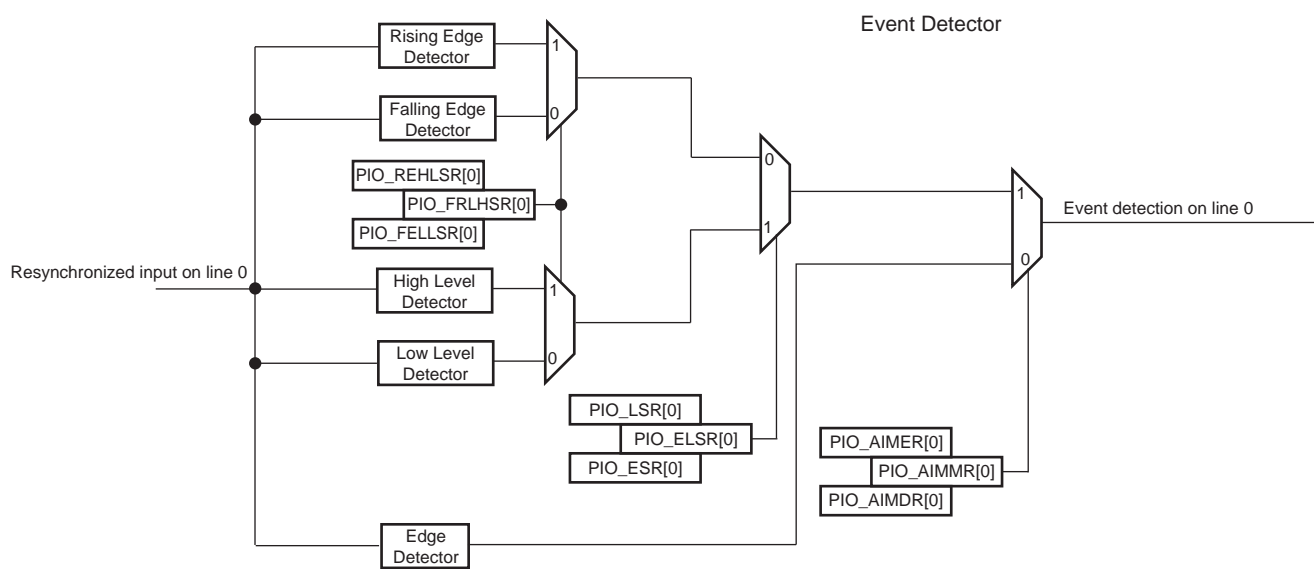 Event Detector
Rising Edge
Detector
1
Falling Edge
Detector
0
PIO_REHLSR[0]
PIO_FRLHSR[0]
PIO_FELLSR[0]
0
1
1
0
Event detection on line 0
Resynchronized input on line 0
High Level
Detector
1
Low Level
Detector
0
PIO_LSR[0]
PIO_ELSR[0]
PIO_ESR[0]
PIO_AIMER[0]
PIO_AIMMR[0]
PIO_AIMDR[0]
Edge
Detector